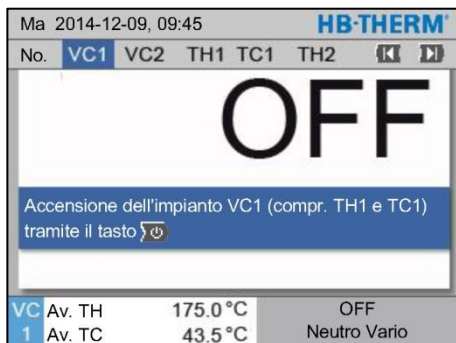 Ma 2014-12-09, 09:45 HB-THERM®
No. VC1 VC2 TH1 TC1 TH2
OFF
Accensione dell'impianto VC1 (compr. TH1 e TC1)
tramite il tasto
VC Av. TH 175.0 °C OFF
1 Av. TC 43.5 °C Neutro Vario